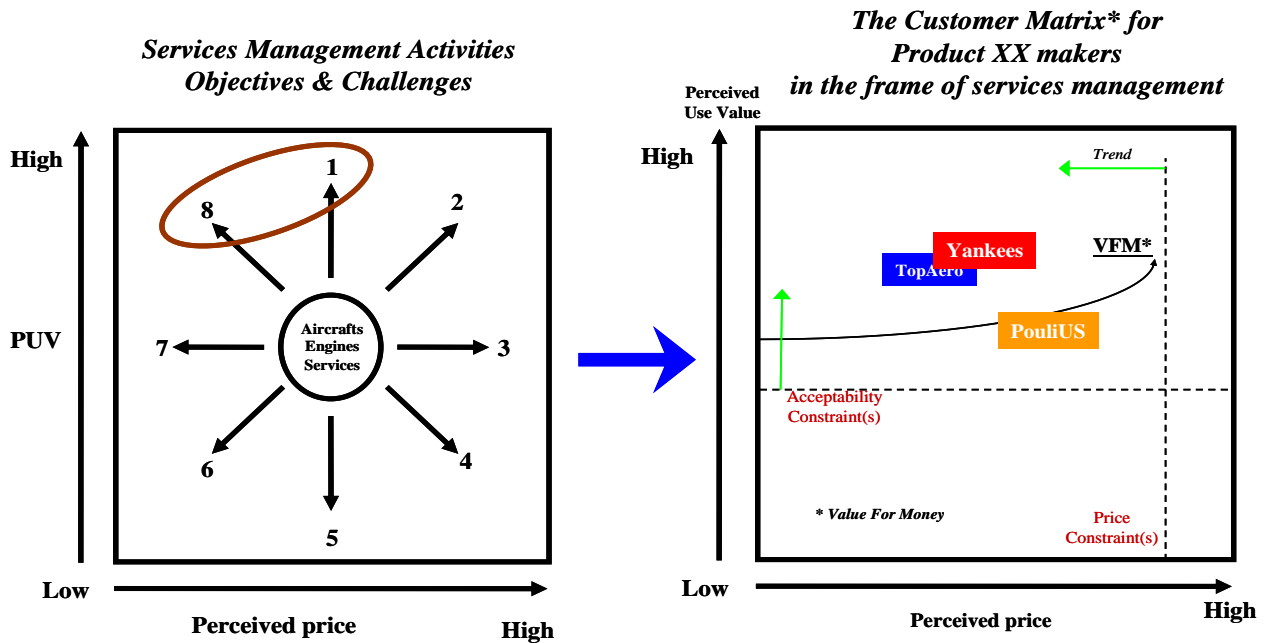 Services Management Activities
Objectives & Challenges
High
PUV
Low
1
2
3
4
5
6
7
8
Aircrafts
Engines
Services
Perceived price
High
The Customer Matrix* for
Product XX makers
in the frame of services management
Perceived
Use Value
High
Trend
VFM*
Yankees
TopAero
PouliUS
Acceptability
Constraint(s)
* Value For Money
Price
Constraint(s)
Low
Perceived price
High